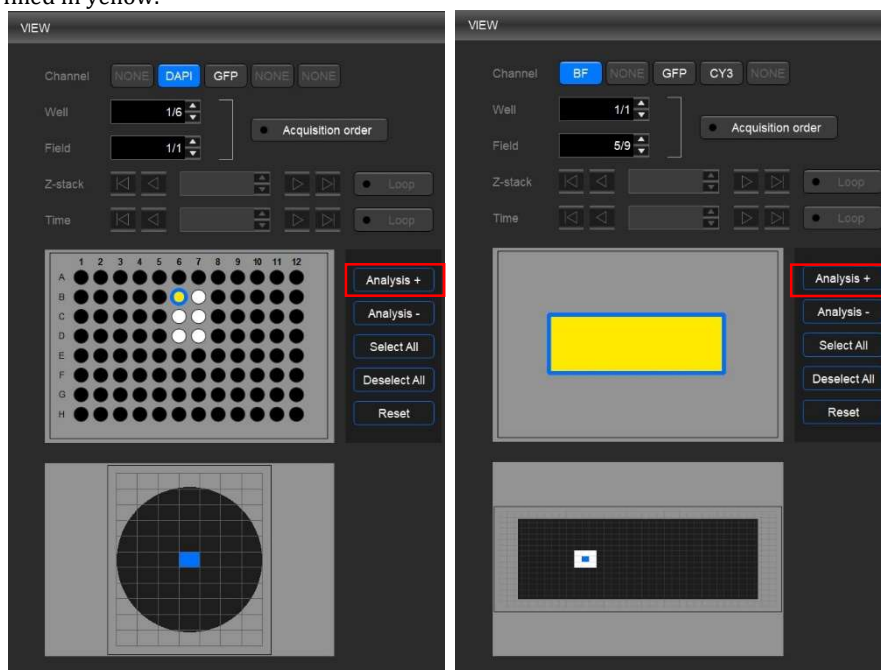 filled in yellow.
VIEW
Channel NONE DAPI GFP NONE NONE
Well 1/6
Acquisition order
Field 1/1
Z-stack Loop
Time Loop
1 2 3 4 5 6 7 8 9 10 11 12
A
B
C
D
E
F
G
H
Analysis +
Analysis -
Select All
Deselect All
Reset
VIEW
Channel BF NONE GFP CY3 NONE
Well 1/1
Acquisition order
Field 5/9
Z-stack Loop
Time Loop
Analysis +
Analysis -
Select All
Deselect All
Reset